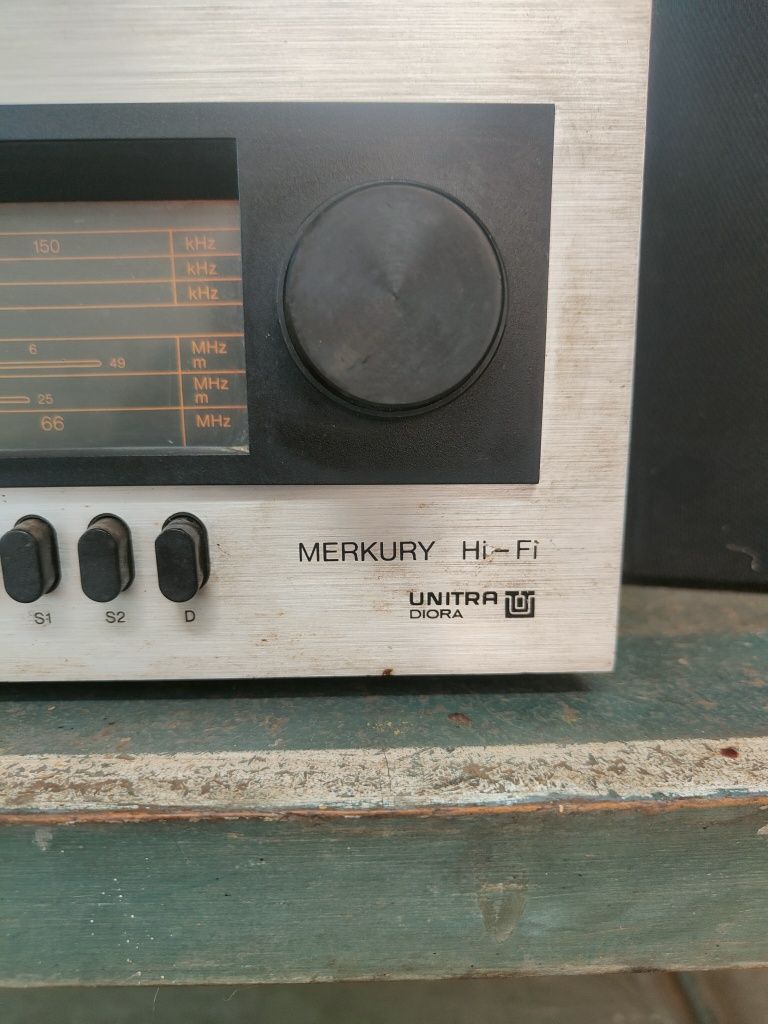 150 kHz
kHz
kHz
6 MHz
49 m
MHz
25 m
66 MHz
S1 S2 D
MERKURY Hi-Fi
UNITRA
DIORA